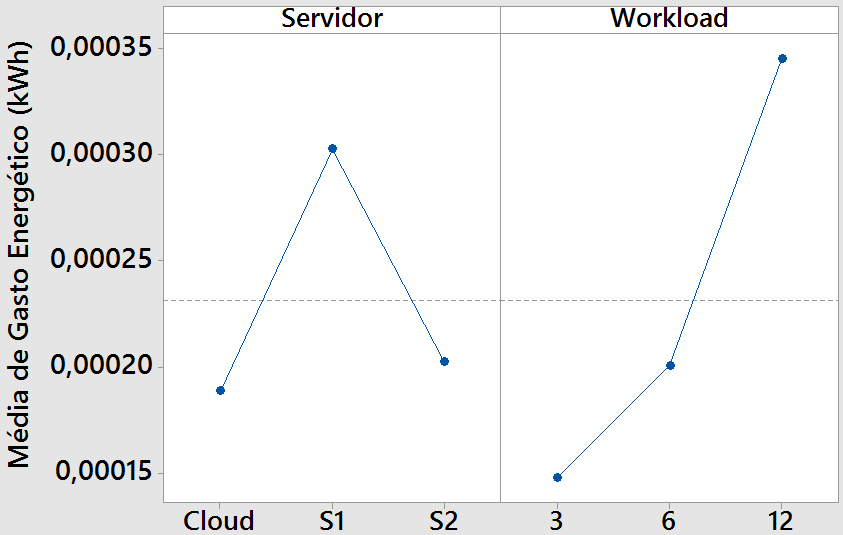 Servidor
Workload
Média de Gasto Energético (kWh)
0,00035
0,00030
0,00025
0,00020
0,00015
Cloud
S1
S2
3
6
12